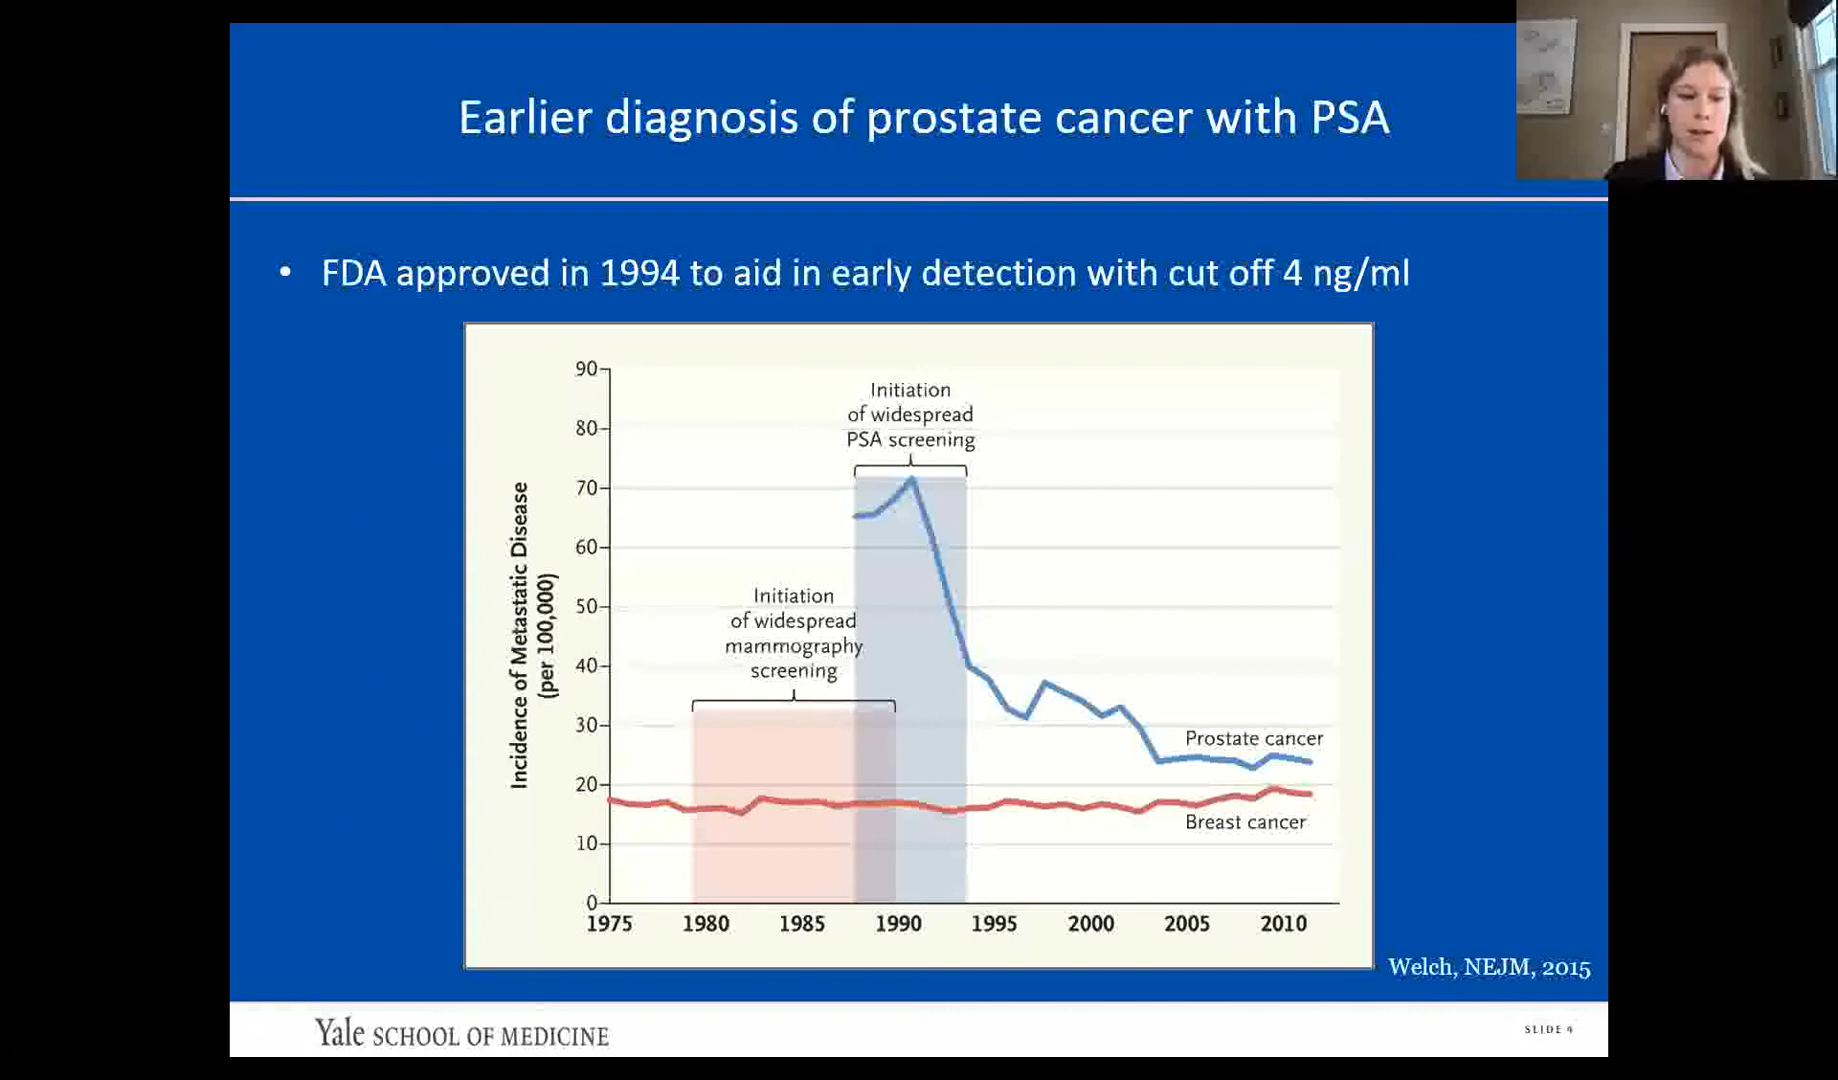 Earlier diagnosis of prostate cancer with PSA
• FDA approved in 1994 to aid in early detection with cut off 4 ng/ml
Incidence of Metastatic Disease
(per 100,000)
90
80
70
60
50
40
30
20
10
0
Initiation
of widespread
PSA screening
Initiation
of widespread
mammography
screening
Prostate cancer
Breast cancer
1975 1980 1985 1990 1995 2000 2005 2010
Welch, NEJM, 2015
Yale SCHOOL OF MEDICINE
SLIDE 4